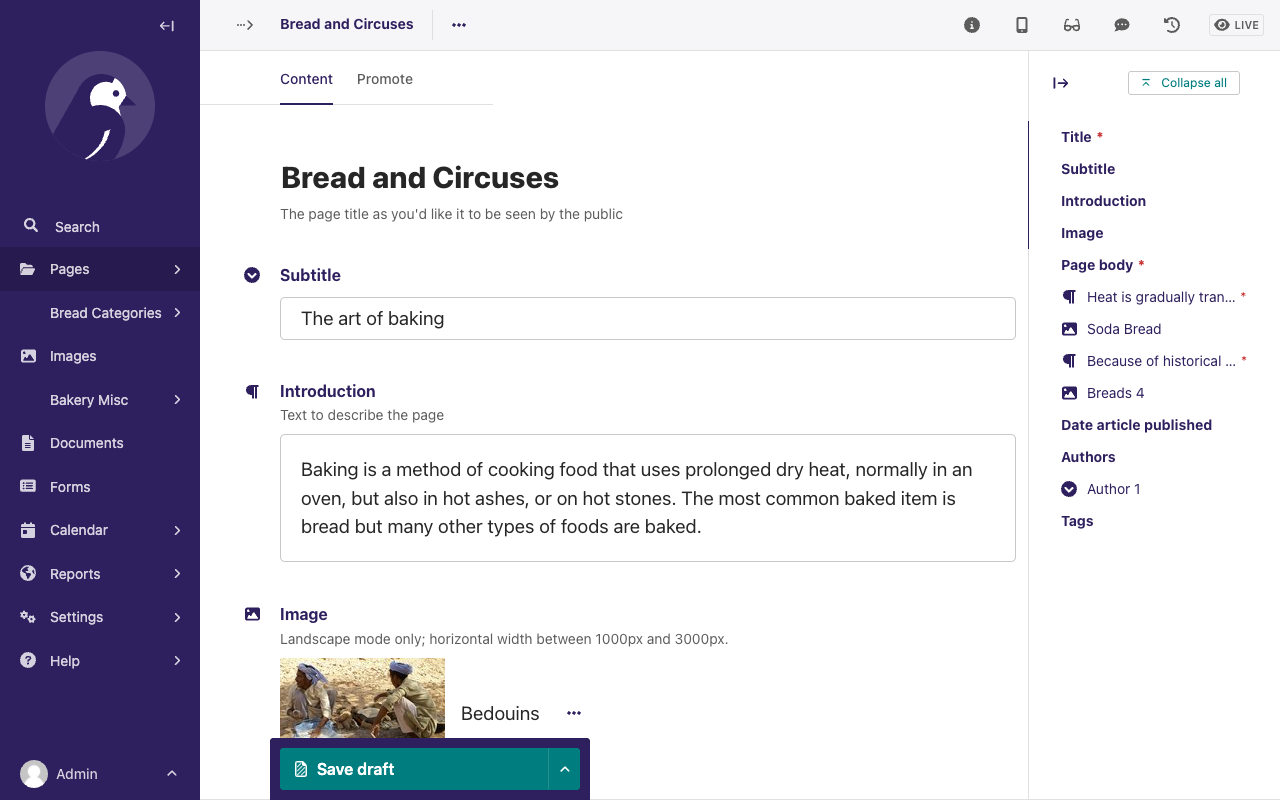 Search
Pages
Bread Categories
Images
Bakery Misc
Documents
Forms
Calendar
Reports
Settings
Help
Admin
Bread and Circuses
LIVE
Content
Promote
Bread and Circuses
The page title as you'd like it to be seen by the public
Subtitle
The art of baking
Introduction
Text to describe the page
Baking is a method of cooking food that uses prolonged dry heat, normally in an
oven, but also in hot ashes, or on hot stones. The most common baked item is
bread but many other types of foods are baked.
Image
Landscape mode only; horizontal width between 1000px and 3000px.
Bedouins
Save draft
Collapse all
Title *
Subtitle
Introduction
Image
Page body *
Heat is gradually tran... *
Soda Bread
Because of historical ... *
Breads 4
Date article published
Authors
Author 1
Tags